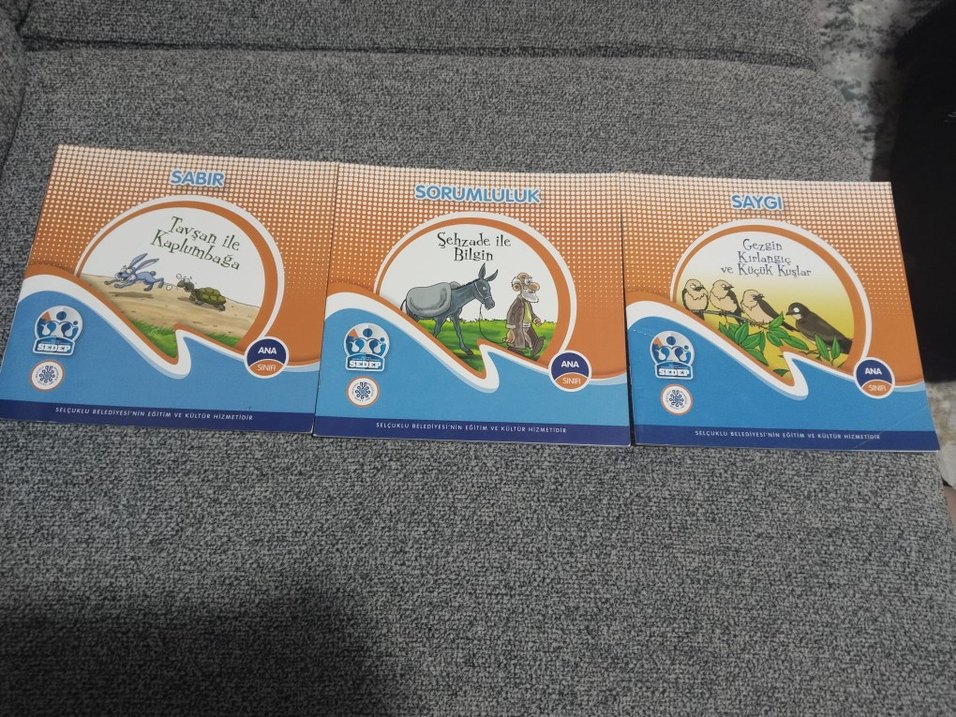 SABIR
Tavşan ile
Kaplumbağa
SEDEP
ANA
SINIFI
SELÇUKLU BELEDİYESİ'NİN EĞİTİM VE KÜLTÜR HİZMETİDİR
SORUMLULUK
Şehzade ile
Bilgin
SEDEP
ANA
SINIFI
SELÇUKLU BELEDİYESİ'NİN EĞİTİM VE KÜLTÜR HİZMETİDİR
SAYGI
Gezgin
Kırlangıç
ve Küçük Kuşlar
SEDEP
ANA
SINIFI
SELÇUKLU BELEDİYESİ'NİN EĞİTİM VE KÜLTÜR HİZMETİDİR